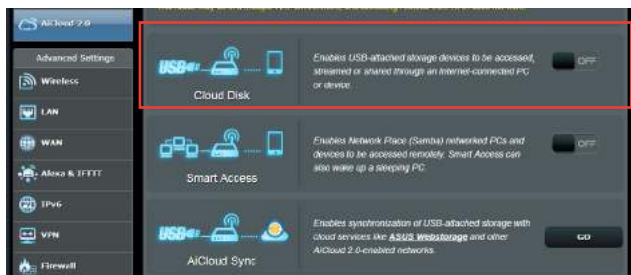 AiCloud 2.0
Advanced Settings
Wireless
LAN
WAN
Alexa & IFTTT
IPv6
VPN
Firewall
USB
Cloud Disk
Enables USB-attached storage devices to be accessed,
streamed or shared through an Internet-connected PC
or device.
OFF
Smart Access
Enables Network Place (Samba) networked PCs and
devices to be accessed remotely. Smart Access can
also wake up a sleeping PC.
OFF
USB
AiCloud Sync
Enables synchronization of USB-attached storage with
cloud services like ASUS Webstorage and other
AiCloud 2.0-enabled networks.
GO